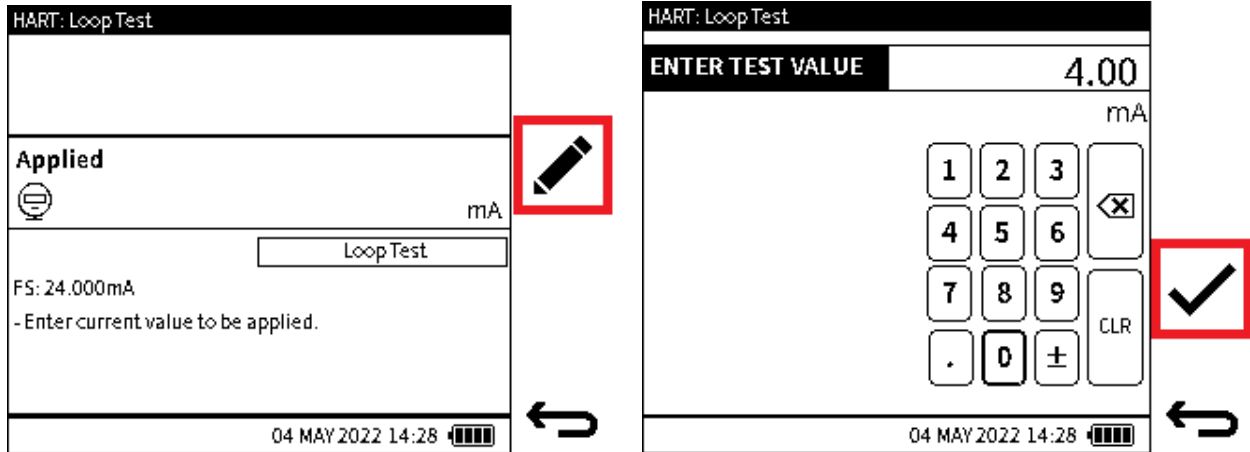 HART: Loop Test
Applied
mA
Loop Test
FS: 24.000mA
- Enter current value to be applied.
04 MAY 2022 14:28
HART: Loop Test
ENTER TEST VALUE 4.00
mA
1 2 3
4 5 6
7 8 9
CLR
. 0 ±
04 MAY 2022 14:28